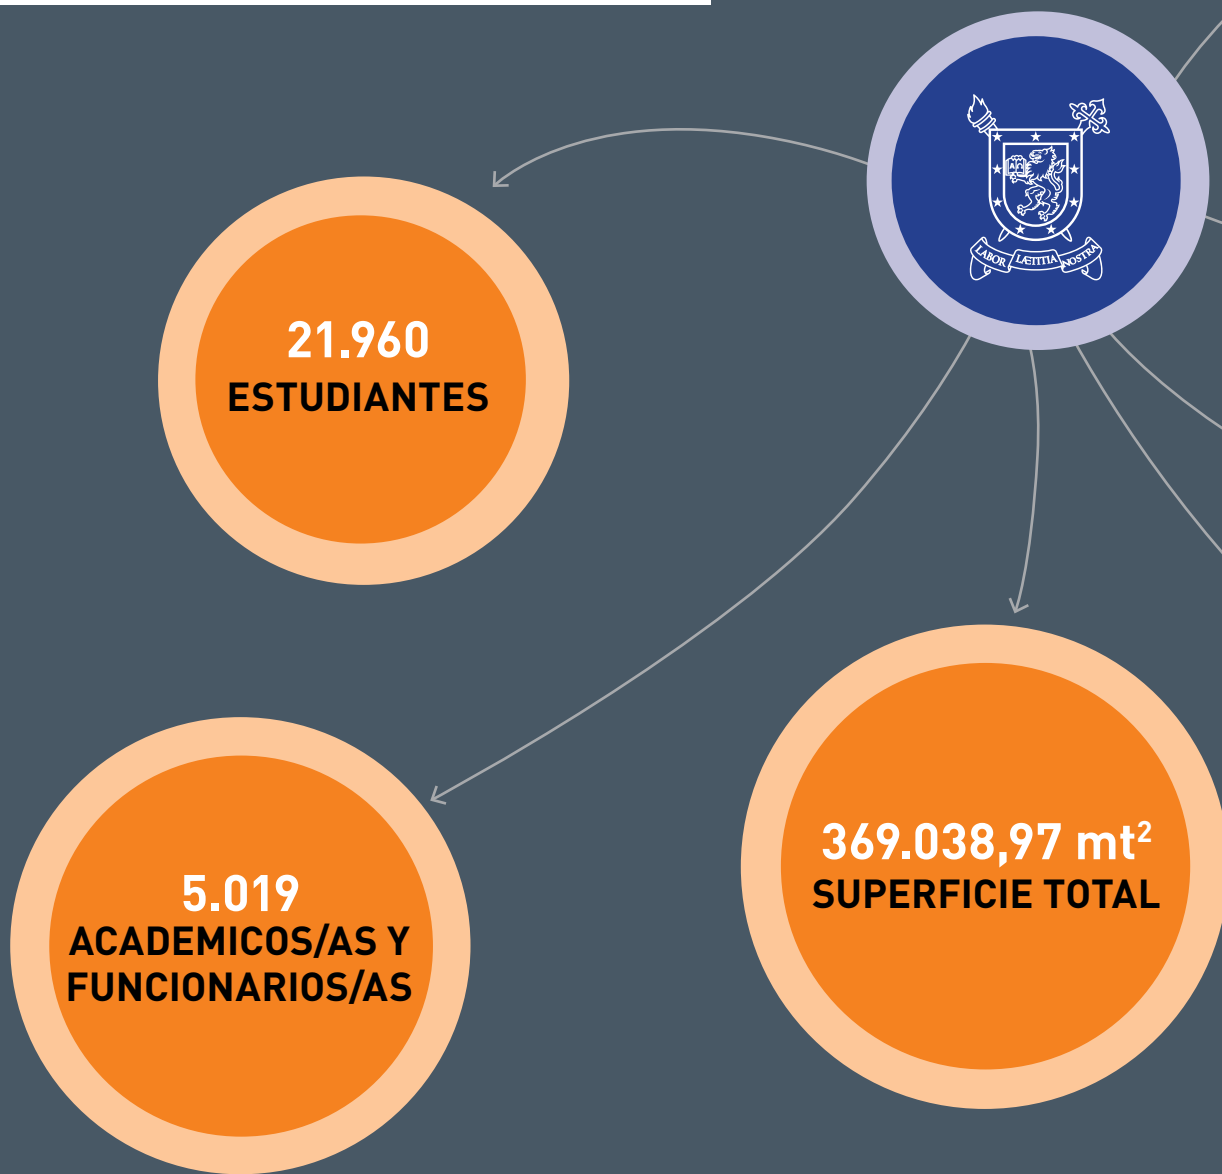 LABOR LÆTITIA NOSTRA
21.960
ESTUDIANTES
5.019
ACADEMICOS/AS Y
FUNCIONARIOS/AS
369.038,97 mt²
SUPERFICIE TOTAL